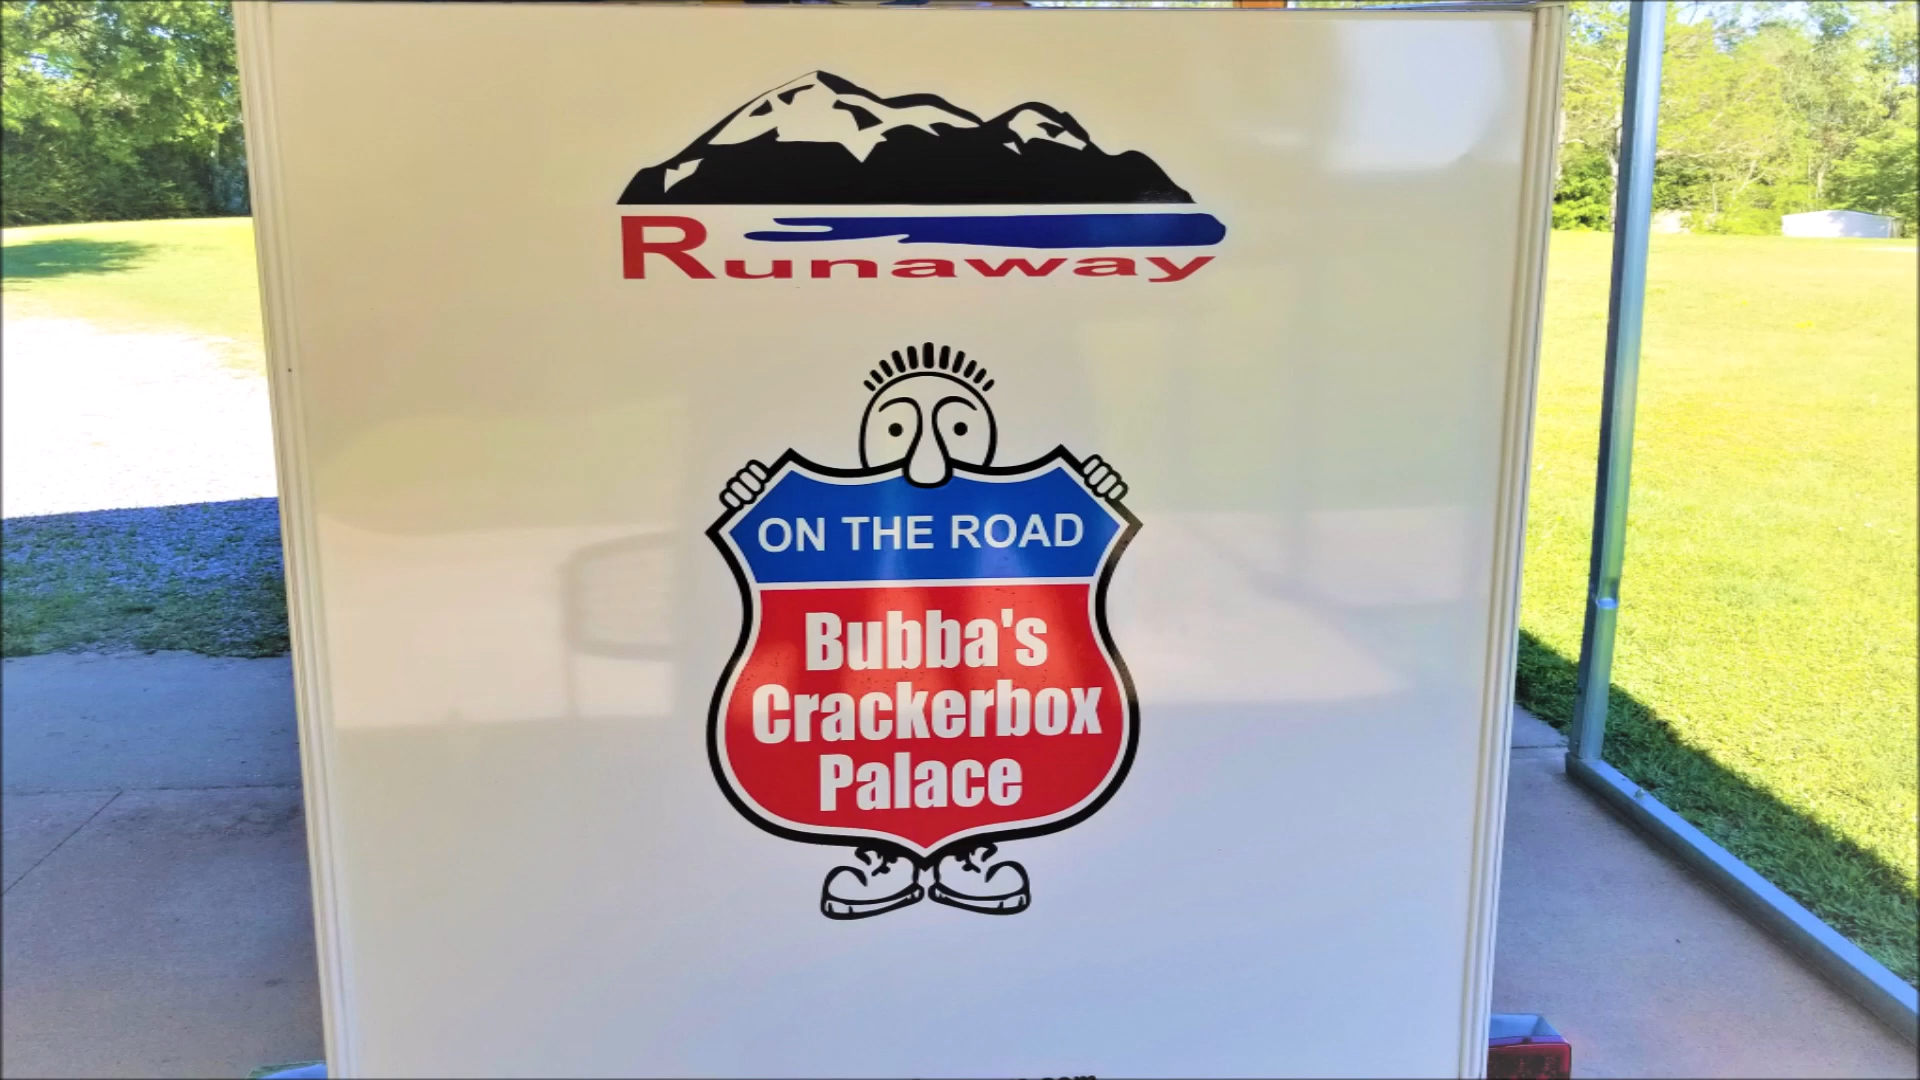 Runaway
ON THE ROAD
Bubba's
Crackerbox
Palace